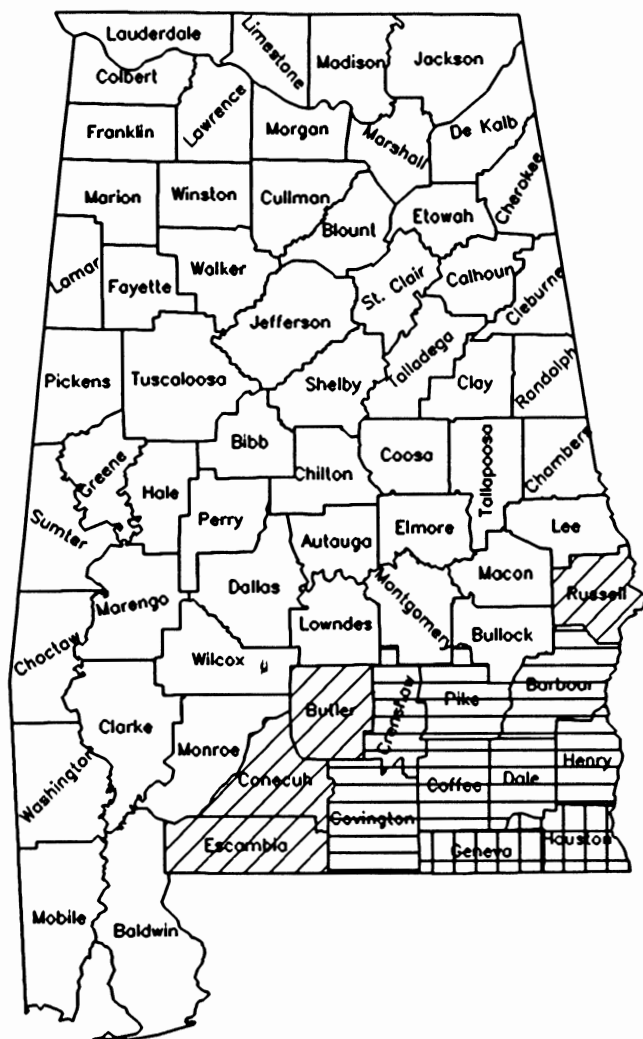 Lauderdale
Limestone
Madison
Jackson
Colbert
Lawrence
Franklin
Morgan
Marshall
De Kalb
Cherokee
Marion
Winston
Cullman
Blount
Etowah
Lamar
Fayette
Walker
St. Clair
Calhoun
Cleburne
Jefferson
Talladega
Pickens
Tuscaloosa
Shelby
Clay
Randolph
Bibb
Greene
Hale
Chilton
Coosa
Tallapoosa
Chambers
Sumter
Perry
Autauga
Elmore
Lee
Marengo
Dallas
Montgomery
Macon
Russell
Choctaw
Lowndes
Bullock
Wilcox
Clarke
Monroe
Butler
Crenshaw
Pike
Barbour
Washington
Conecuh
Covington
Coffee
Dale
Henry
Escambia
Geneva
Houston
Mobile
Baldwin